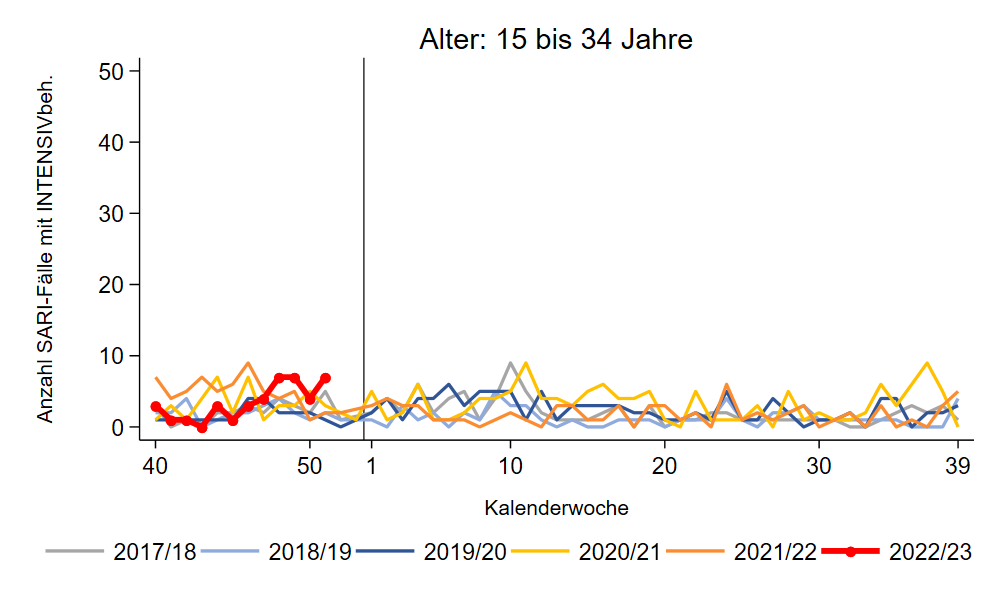 Alter: 15 bis 34 Jahre
Anzahl SARI-Fälle mit INTENSIVbeh.
50
40
30
20
10
0
40 50 1 10 20 30 39
Kalenderwoche
2017/18 2018/19 2019/20 2020/21 2021/22 2022/23